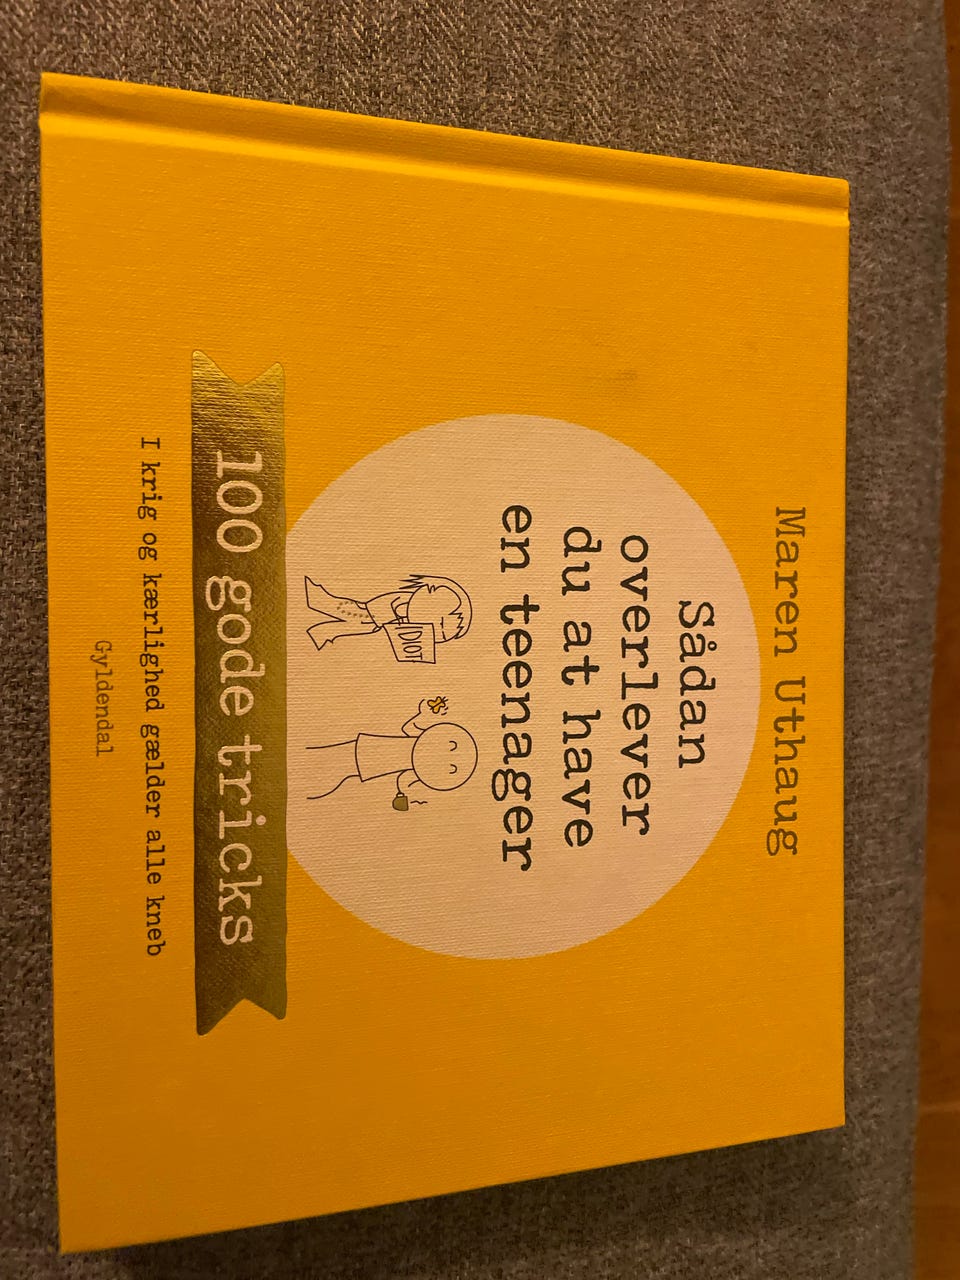 Maren Uthaug
Sådan
overlever
du at have
en teenager
IDIOT
100 gode tricks
I krig og kærlighed gælder alle kneb
Gyldendal